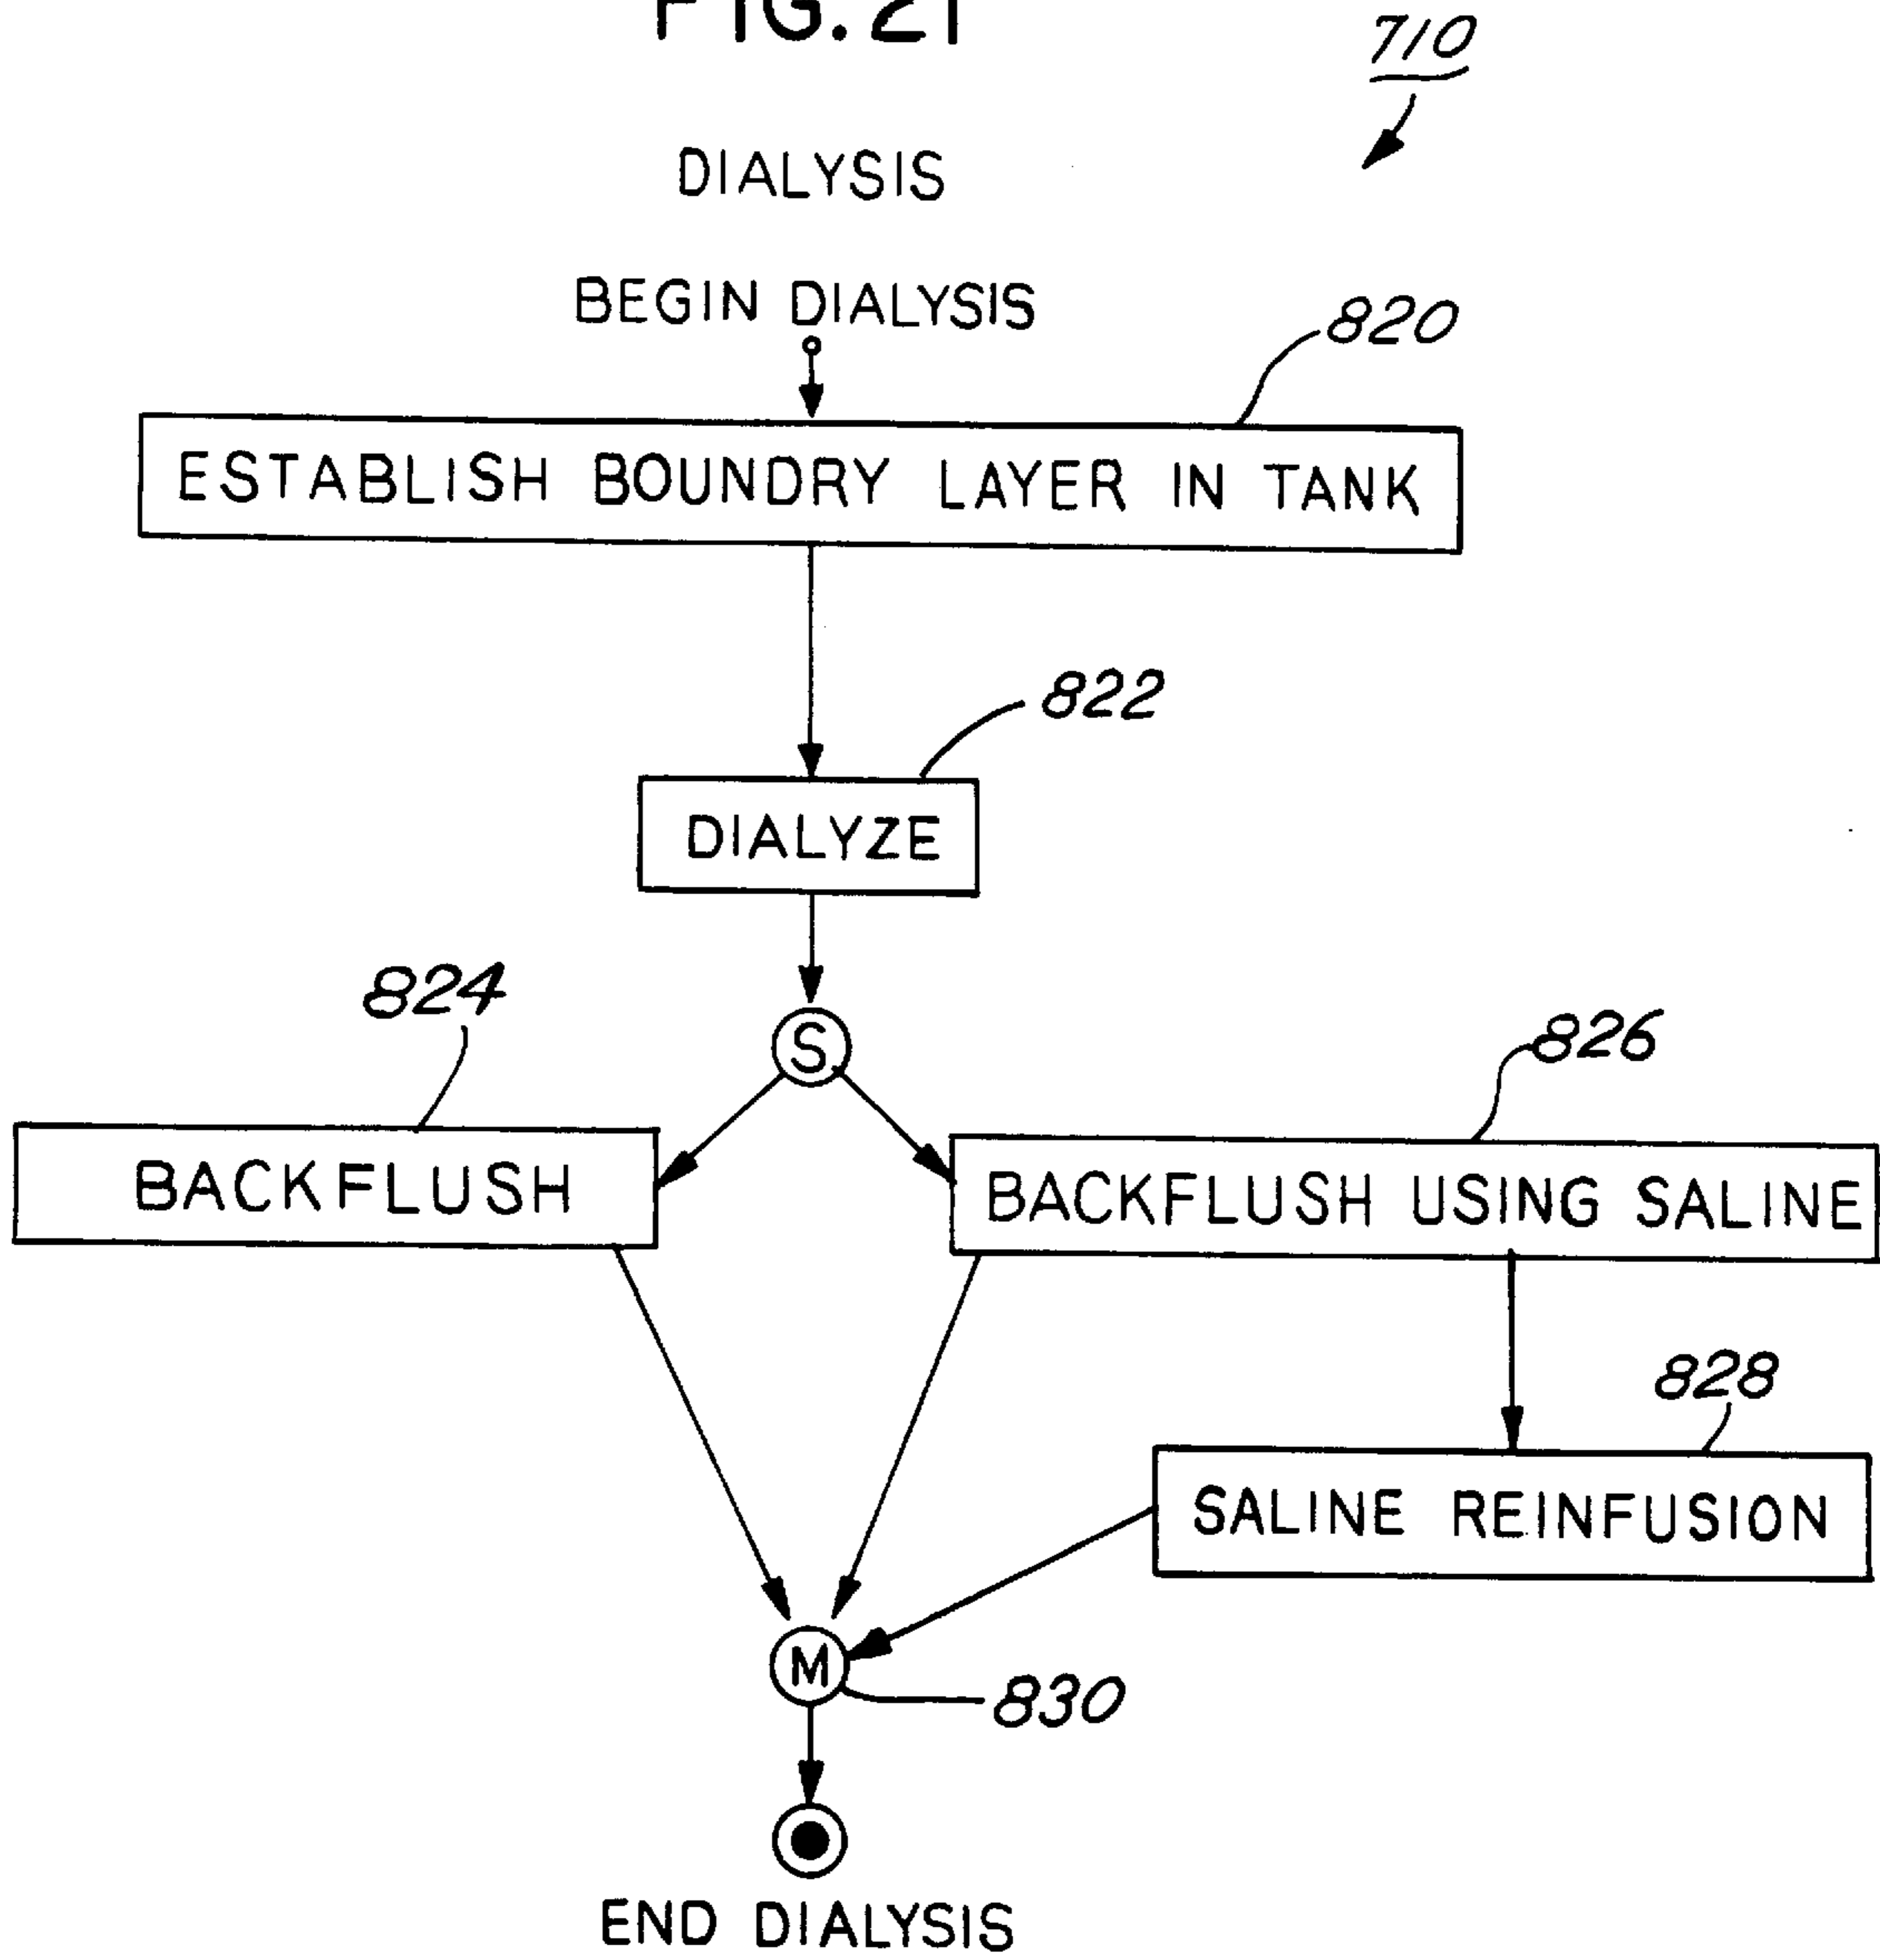 FIG. 21
710
DIALYSIS
BEGIN DIALYSIS
820
ESTABLISH BOUNDRY LAYER IN TANK
822
DIALYZE
824
S
826
BACKFLUSH
BACKFLUSH USING SALINE
828
SALINE REINFUSION
M
830
END DIALYSIS